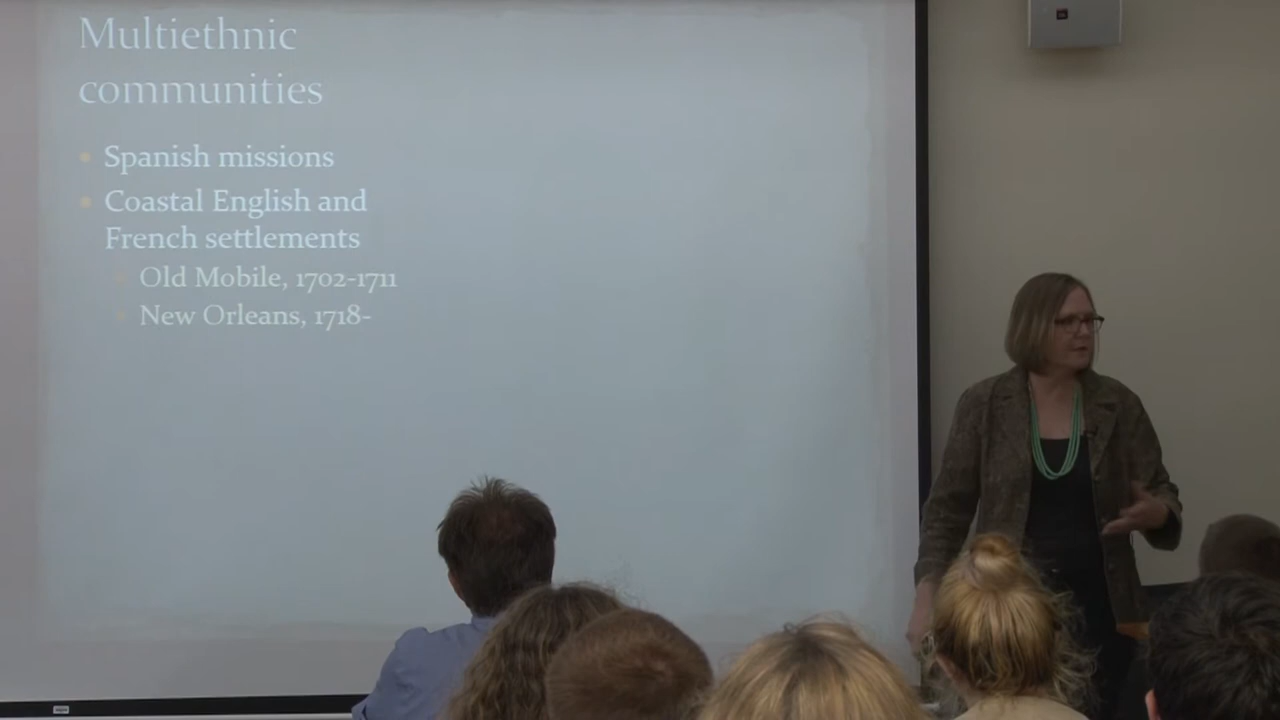 Multiethnic
communities
Spanish missions
Coastal English and
French settlements
Old Mobile, 1702-1711
New Orleans, 1718-